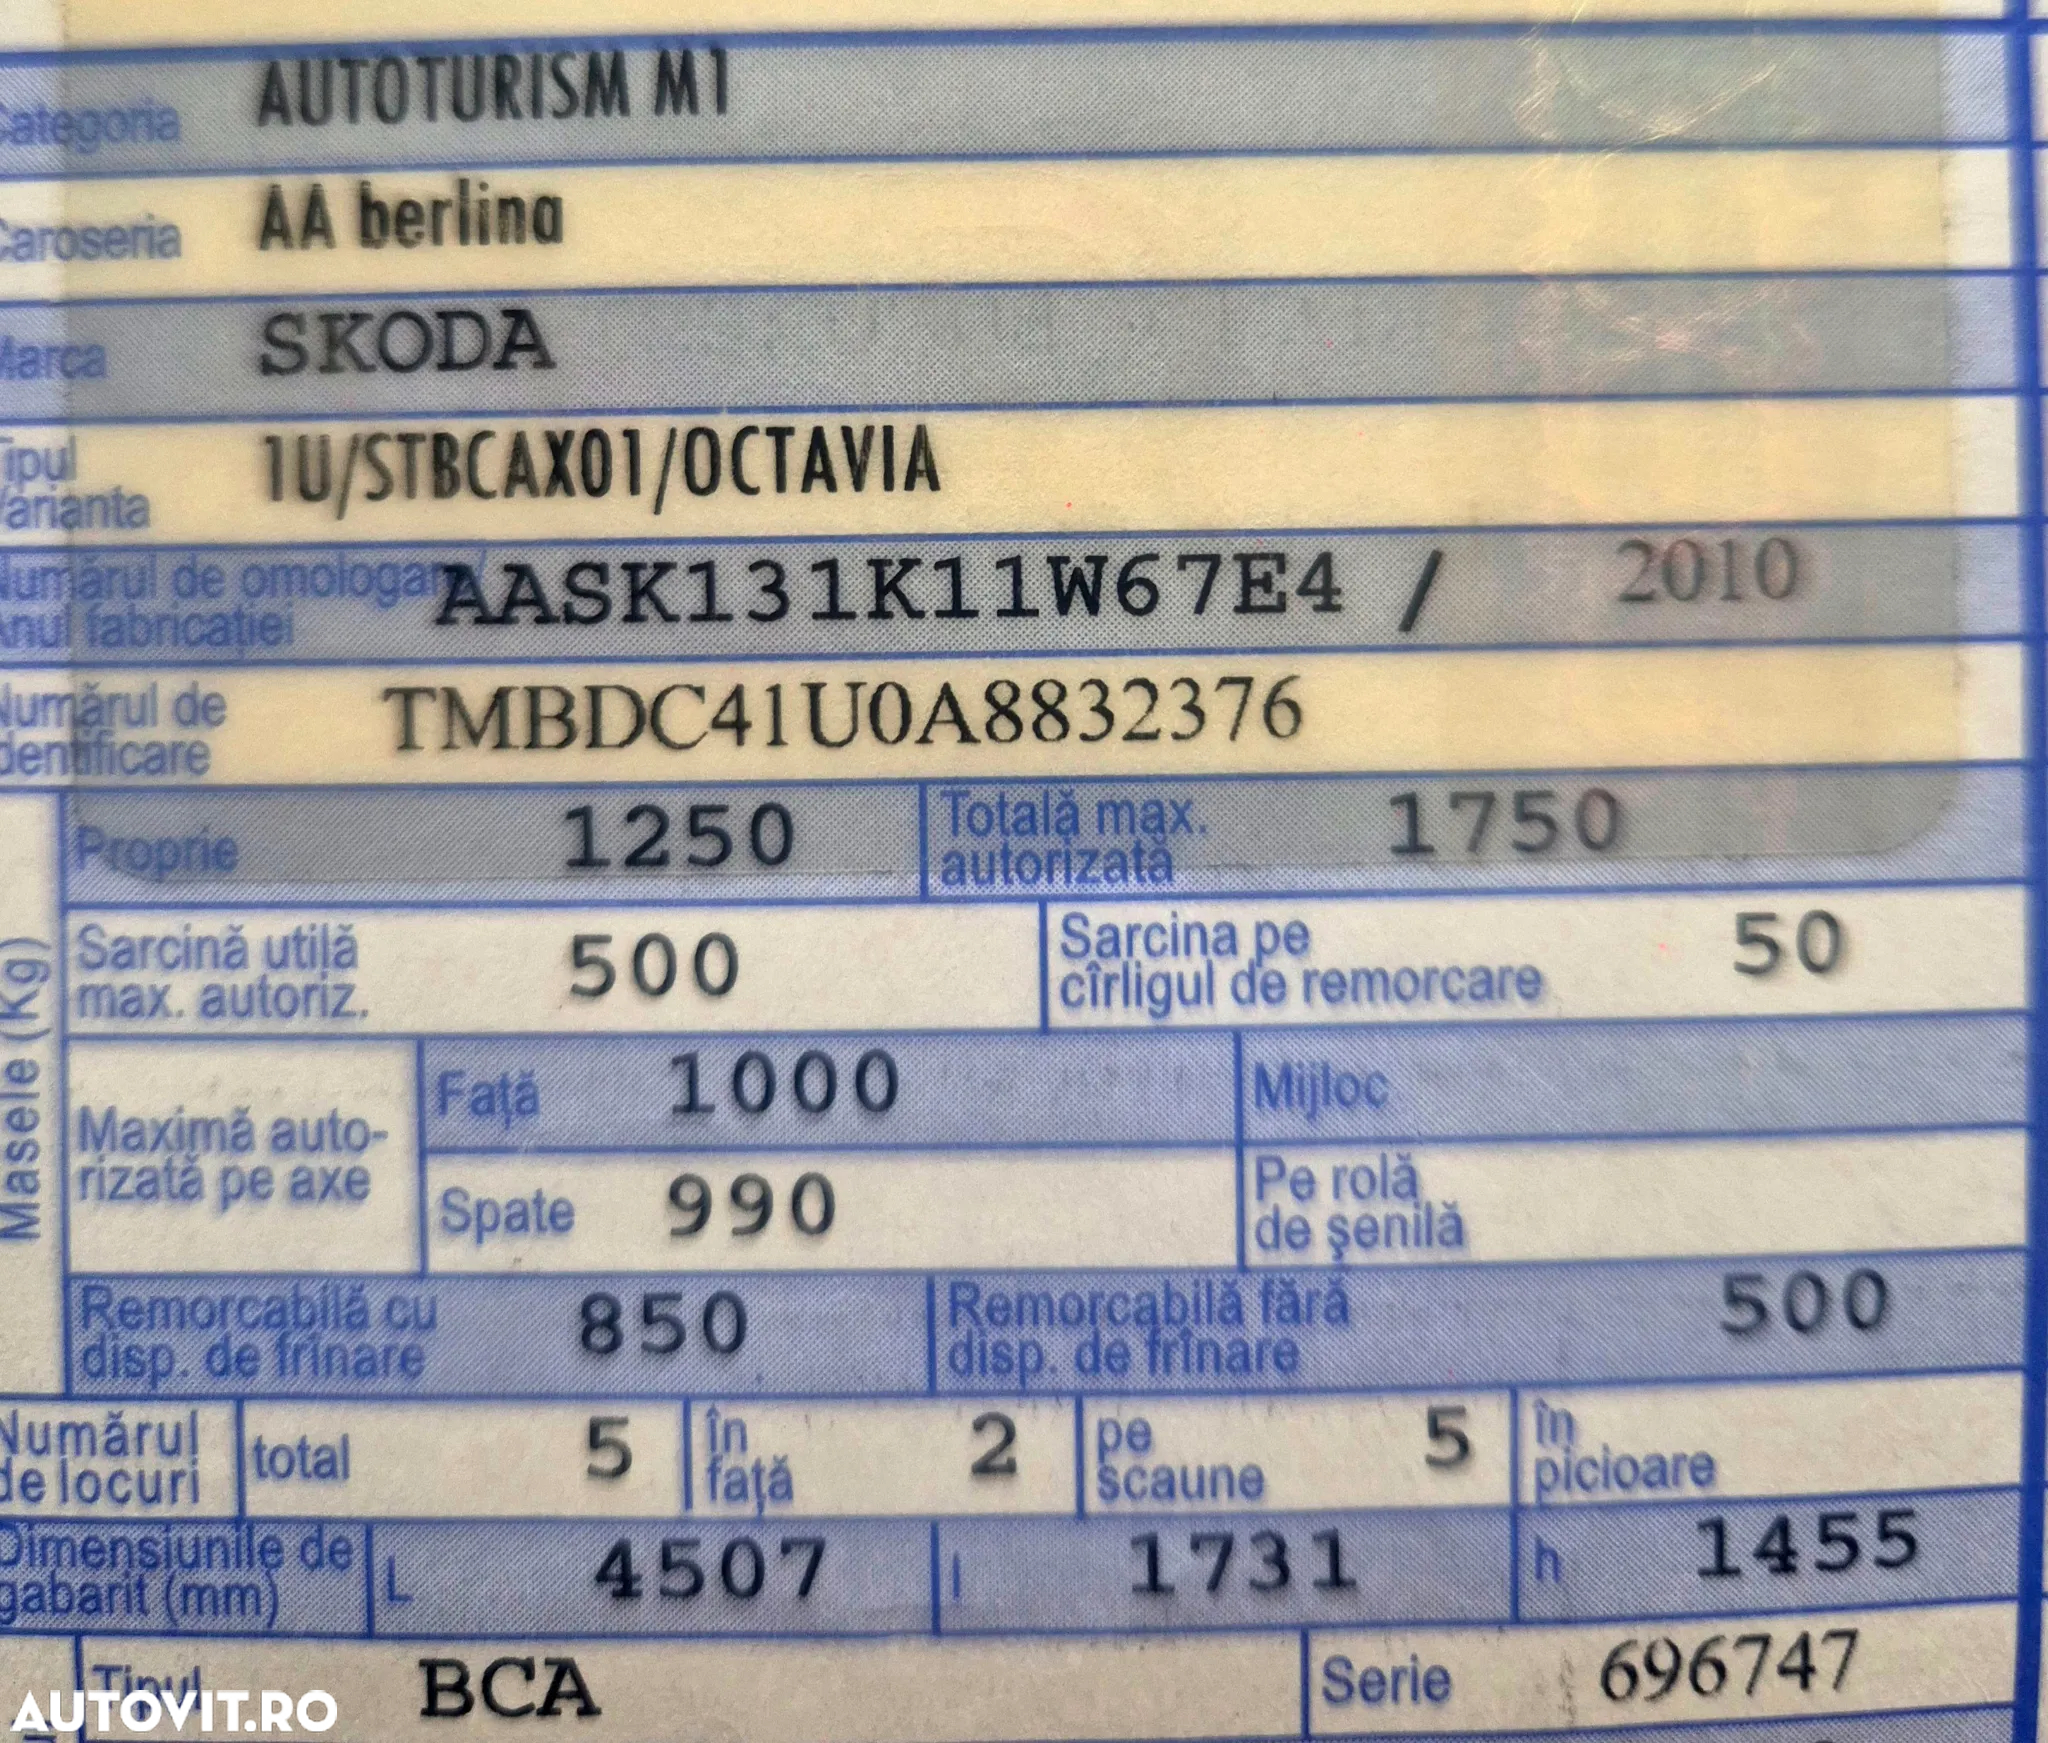 Categoria AUTOTURISM M1
Caroseria AA berlina
Marca SKODA
Tipul
Varianta 1U/STBCAX01/OCTAVIA
Numărul de omologare/
Anul fabricaţiei AASK131K11W67E4 / 2010
Numărul de
identificare TMBDC41U0A8832376
Masele (Kg)
Proprie 1250 Totală max.
autorizată 1750
Sarcină utilă
max. autoriz. 500 Sarcina pe
cîrligul de remorcare 50
Maximă auto-
rizată pe axe
Faţă 1000 Mijloc
Spate 990 Pe rolă
de şenilă
Remorcabilă cu
disp. de frînare 850 Remorcabilă fără
disp. de frînare 500
Numărul
de locuri total 5 în
faţă 2 pe
scaune 5 în
picioare
Dimensiunile de
gabarit (mm) L 4507 l 1731 h 1455
Tipul BCA Serie 696747
AUTOVIT.RO